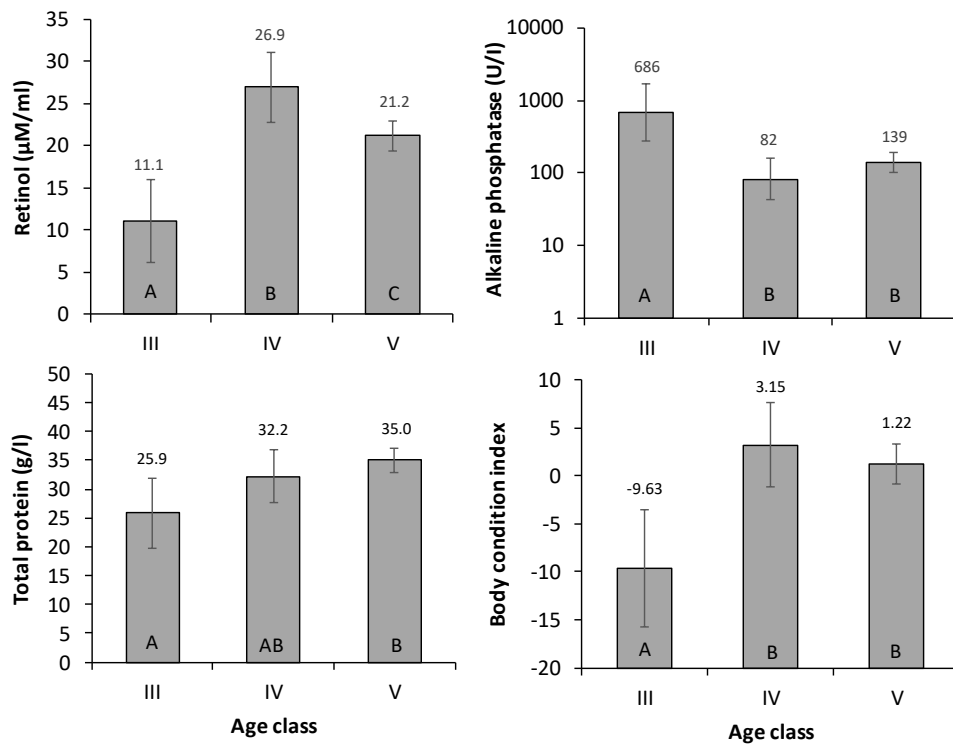 Retinol (µM/ml)
35
30
25
20
15
10
5
0
11.1
26.9
21.2
A
B
C
III
IV
V
Alkaline phosphatase (U/l)
10000
1000
100
10
1
686
82
139
A
B
B
III
IV
V
Total protein (g/l)
50
45
40
35
30
25
20
15
10
5
0
25.9
32.2
35.0
A
AB
B
III
IV
V
Age class
Body condition index
10
5
0
-5
-10
-15
-20
-9.63
3.15
1.22
A
B
B
III
IV
V
Age class